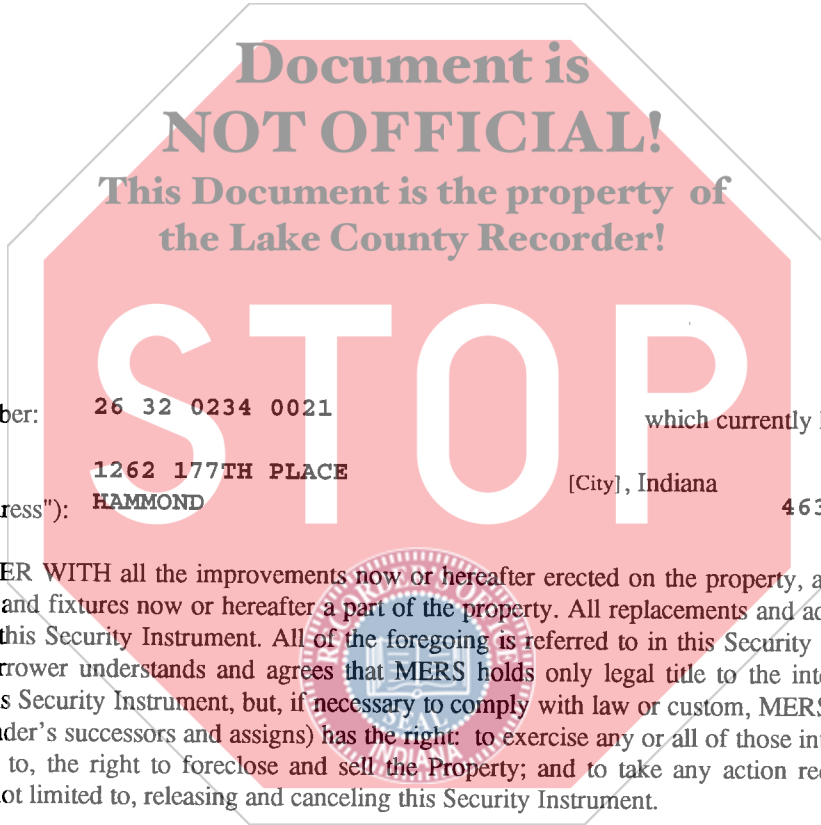 Document is
NOT OFFICIAL!
This Document is the property of
the Lake County Recorder!
STOP
ber: 26 32 0234 0021 which currently
1262 177TH PLACE
[City], Indiana
ress"): HAMMOND 463
ER WITH all the improvements now or hereafter erected on the property, a
and fixtures now or hereafter a part of the property. All replacements and ad
this Security Instrument. All of the foregoing is referred to in this Security
rrower understands and agrees that MERS holds only legal title to the inte
s Security Instrument, but, if necessary to comply with law or custom, MERS
der's successors and assigns) has the right: to exercise any or all of those int
to, the right to foreclose and sell the Property; and to take any action re
ot limited to, releasing and canceling this Security Instrument.
RECORDER'S OFFICE
SEAL
INDIANA